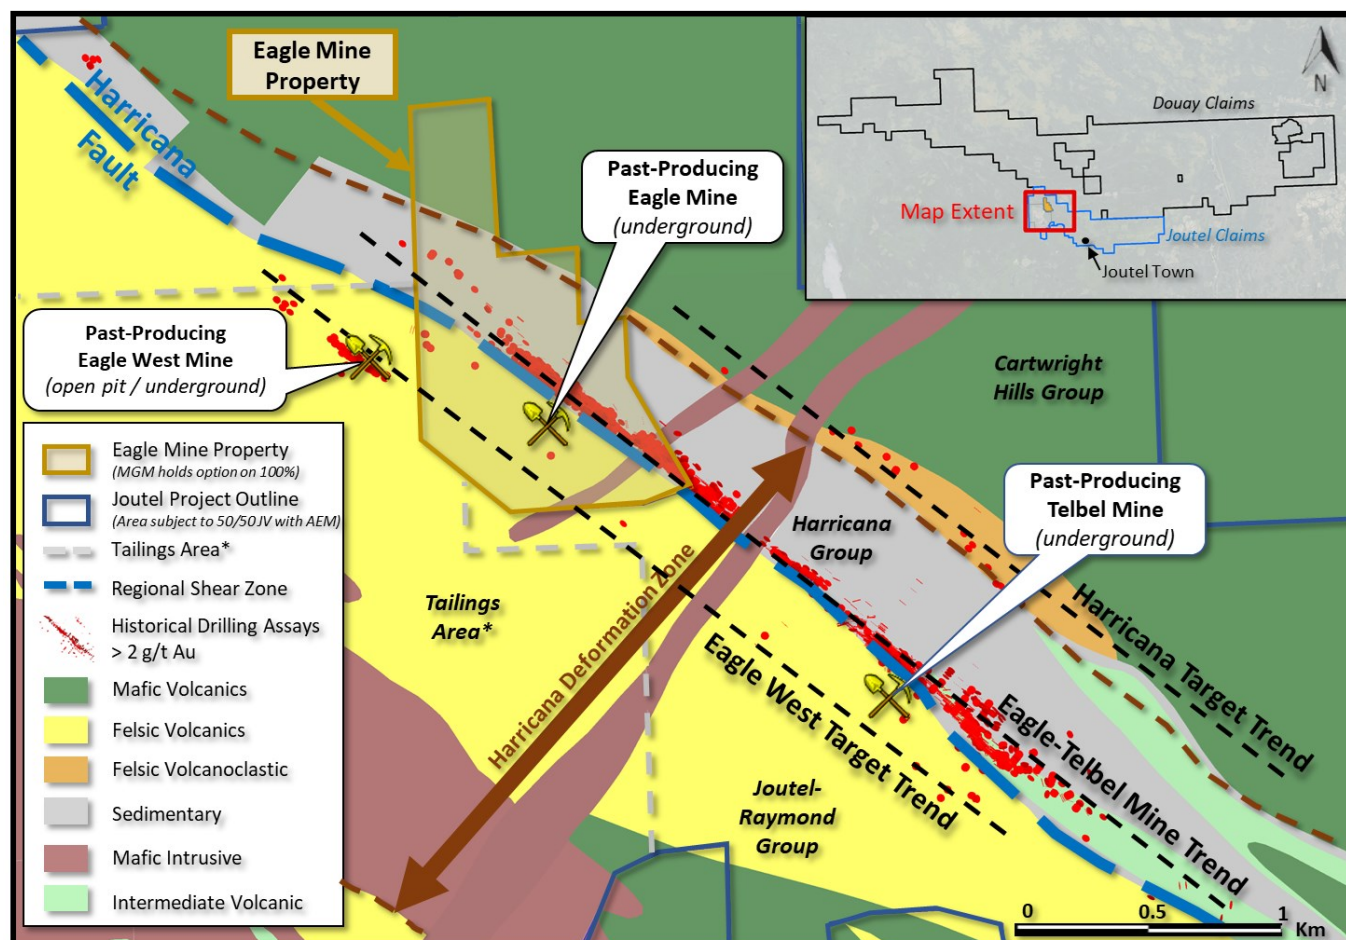 Eagle Mine
Property
Harricana
Fault
Past-Producing
Eagle Mine
(underground)
Douay Claims
N
Map Extent
Joutel Claims
Joutel Town
Past-Producing
Eagle West Mine
(open pit / underground)
Cartwright
Hills Group
Past-Producing
Telbel Mine
(underground)
Harricana
Group
Tailings
Area*
Harricana Deformation Zone
Eagle West Target Trend
Eagle-Telbel Mine Trend
Harricana Target Trend
Joutel-
Raymond
Group
Eagle Mine Property
(MGM holds option on 100%)
Joutel Project Outline
(Area subject to 50/50 JV with AEM)
Tailings Area*
Regional Shear Zone
Historical Drilling Assays
> 2 g/t Au
Mafic Volcanics
Felsic Volcanics
Felsic Volcanoclastic
Sedimentary
Mafic Intrusive
Intermediate Volcanic
0 0.5 1
Km